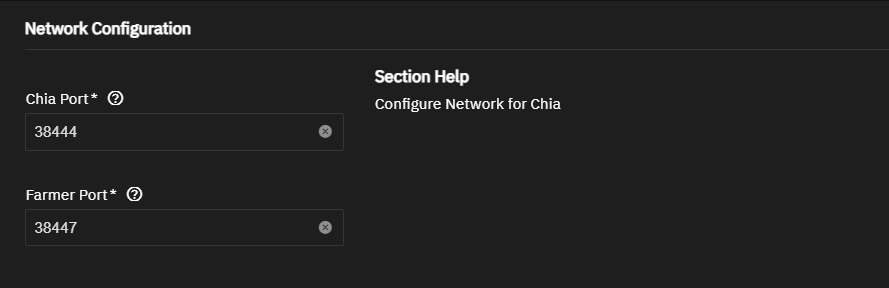 Network Configuration
Chia Port*
38444
Farmer Port*
38447
Section Help
Configure Network for Chia